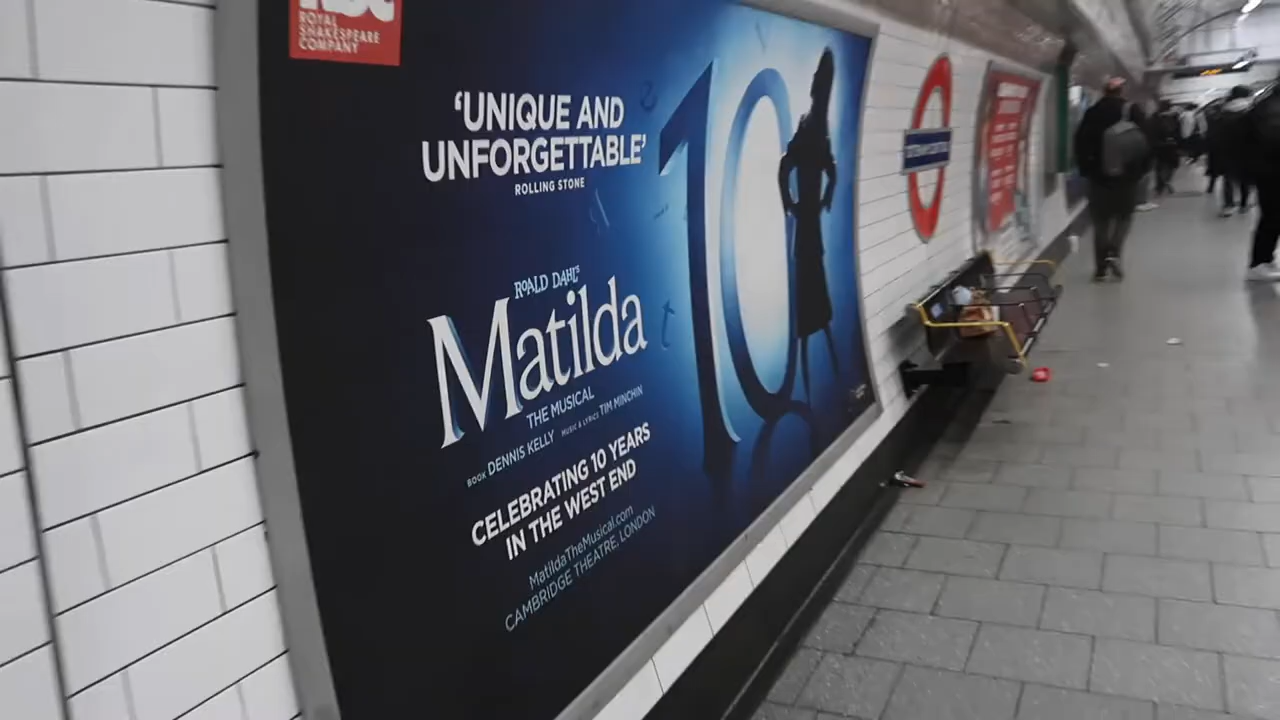 RSC
ROYAL
SHAKESPEARE
COMPANY
'UNIQUE AND
UNFORGETTABLE'
ROLLING STONE
10
ROALD DAHL'S
Matilda
THE MUSICAL
BOOK DENNIS KELLY MUSIC & LYRICS TIM MINCHIN
CELEBRATING 10 YEARS
IN THE WEST END
MatildaTheMusical.com
CAMBRIDGE THEATRE, LONDON